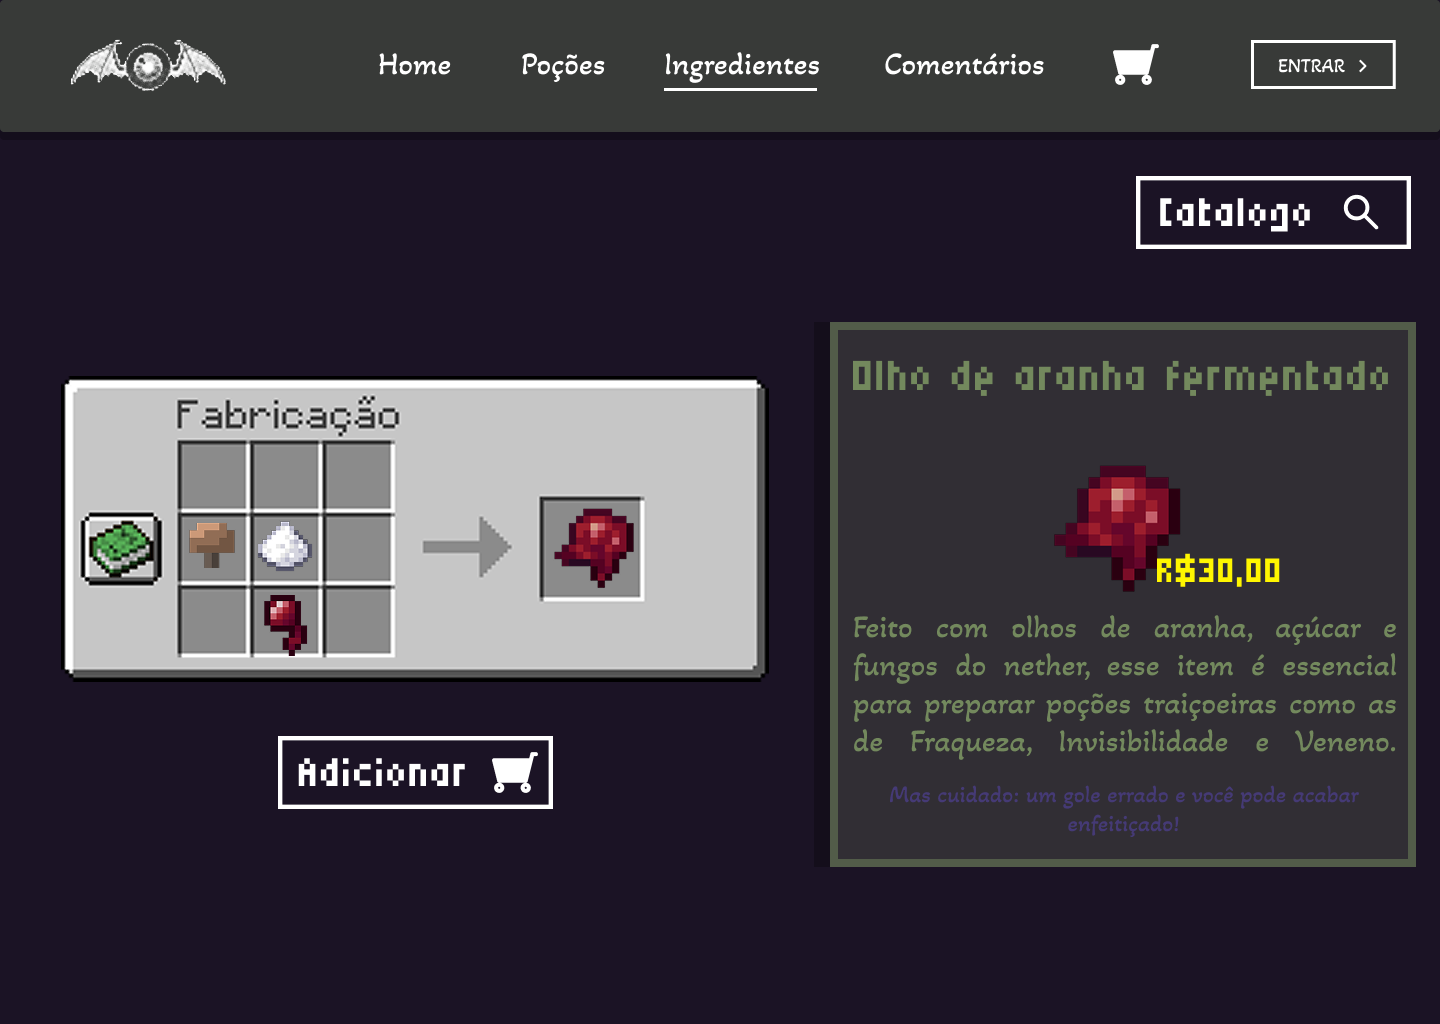 Home Poções Ingredientes Comentários ENTRAR
Catalogo
Fabricação
Adicionar
Olho de aranha fermentado
R$30,00
Feito com olhos de aranha, açúcar e
fungos do nether, esse item é essencial
para preparar poções traiçoeiras como as
de Fraqueza, Invisibilidade e Veneno.
Mas cuidado: um gole errado e você pode acabar
enfeitiçado!